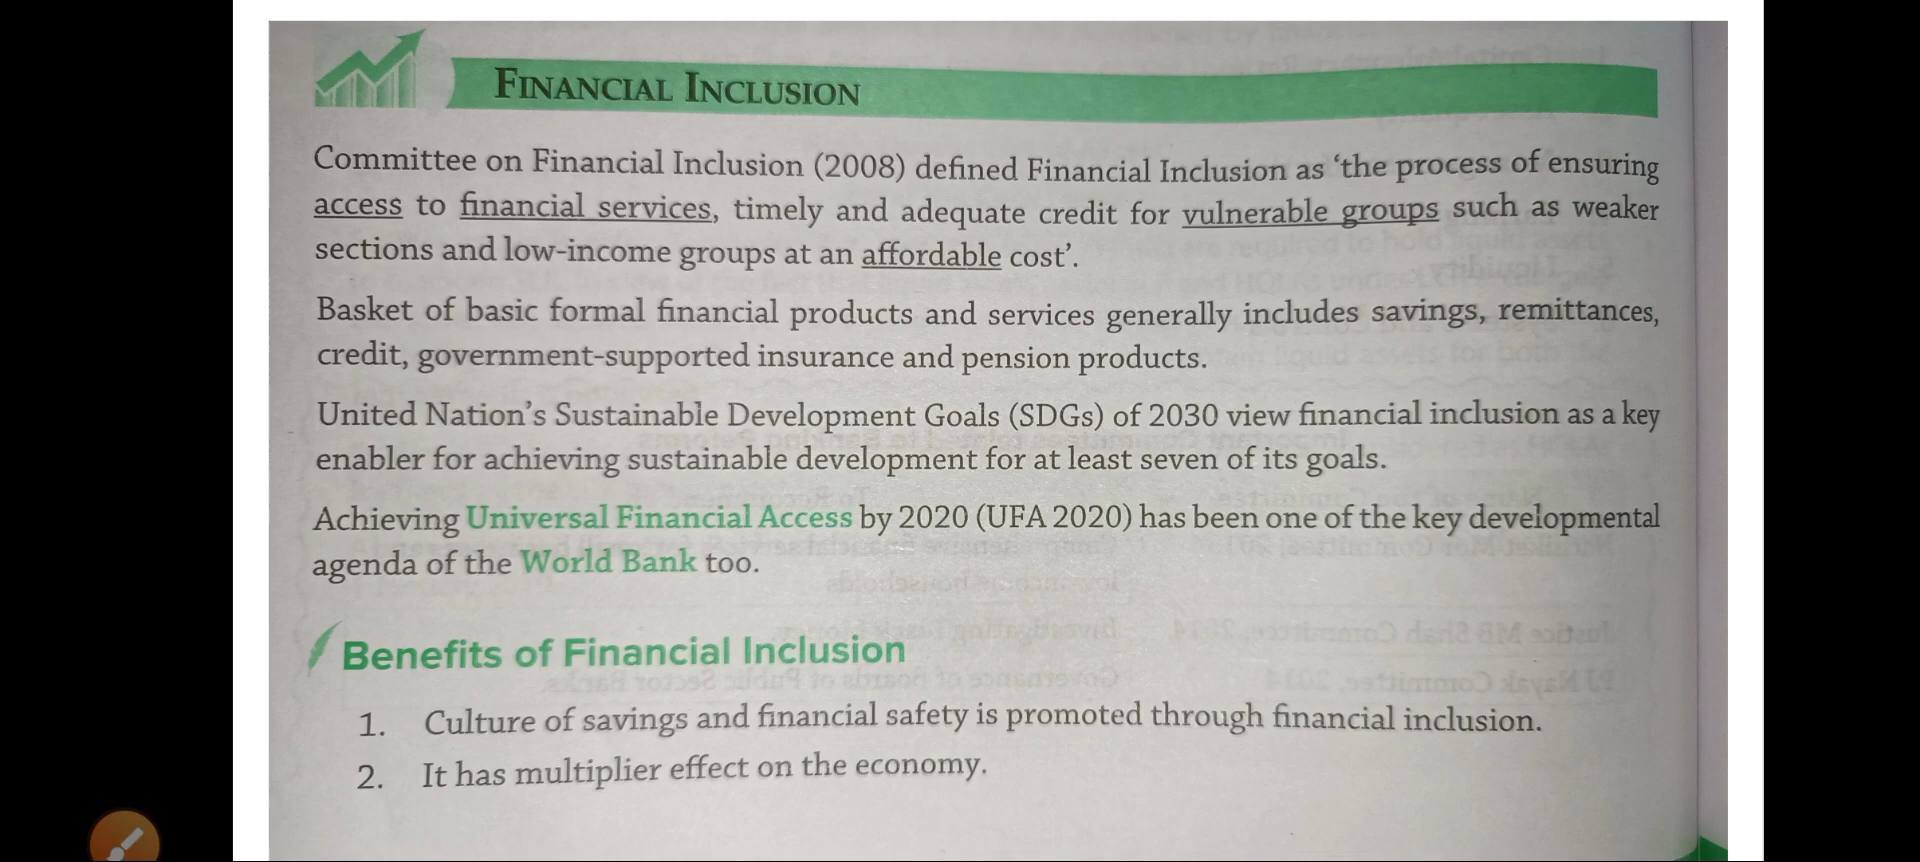 FINANCIAL INCLUSION
Committee on Financial Inclusion (2008) defined Financial Inclusion as ‘the process of ensuring
access to financial services, timely and adequate credit for vulnerable groups such as weaker
sections and low-income groups at an affordable cost’.
Basket of basic formal financial products and services generally includes savings, remittances,
credit, government-supported insurance and pension products.
United Nation’s Sustainable Development Goals (SDGs) of 2030 view financial inclusion as a key
enabler for achieving sustainable development for at least seven of its goals.
Achieving Universal Financial Access by 2020 (UFA 2020) has been one of the key developmental
agenda of the World Bank too.
Benefits of Financial Inclusion
1. Culture of savings and financial safety is promoted through financial inclusion.
2. It has multiplier effect on the economy.